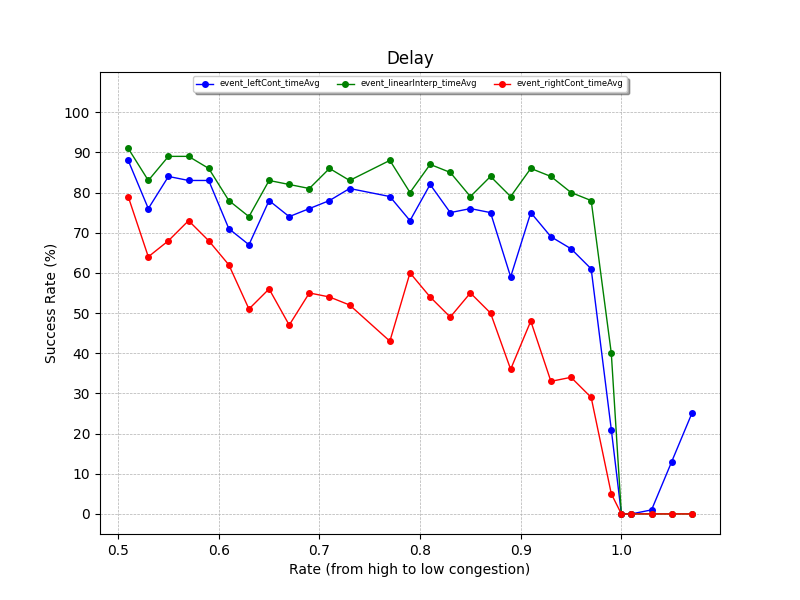 Delay
event_leftCont_timeAvg event_linearInterp_timeAvg event_rightCont_timeAvg
100
90
80
70
60
50
40
30
20
10
0
Success Rate (%)
0.5 0.6 0.7 0.8 0.9 1.0
Rate (from high to low congestion)